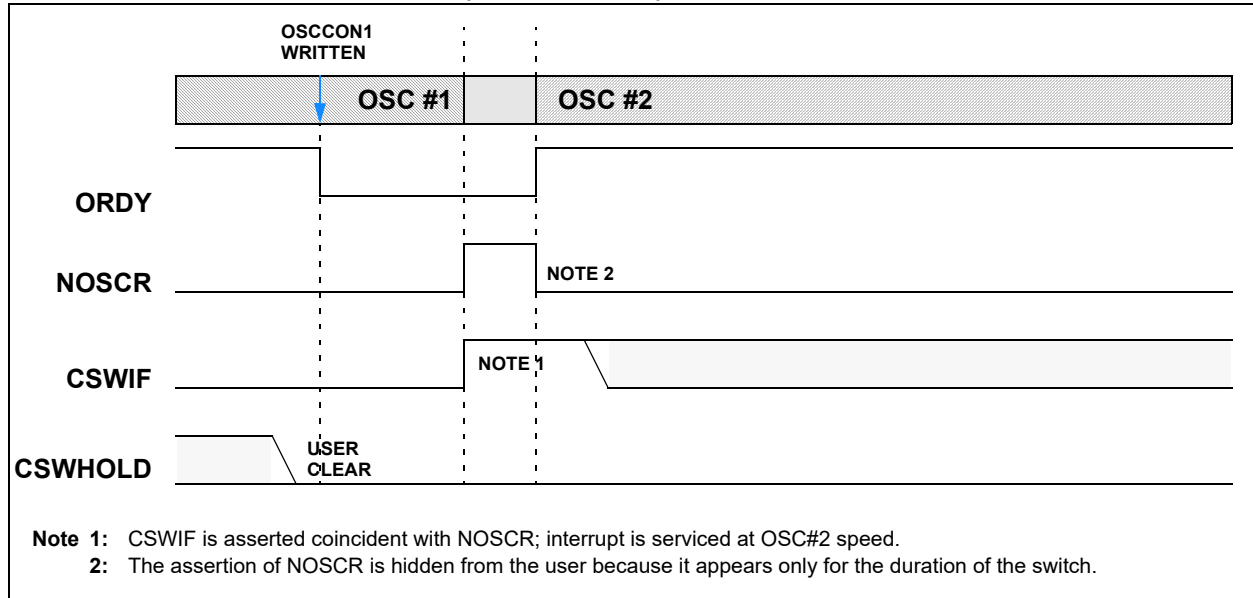 OSCCON1
WRITTEN
OSC #1
OSC #2
ORDY
NOSCR
NOTE 2
CSWIF
NOTE 1
CSWHOLD
USER
CLEAR
Note 1: CSWIF is asserted coincident with NOSCR; interrupt is serviced at OSC#2 speed.
2: The assertion of NOSCR is hidden from the user because it appears only for the duration of the switch.